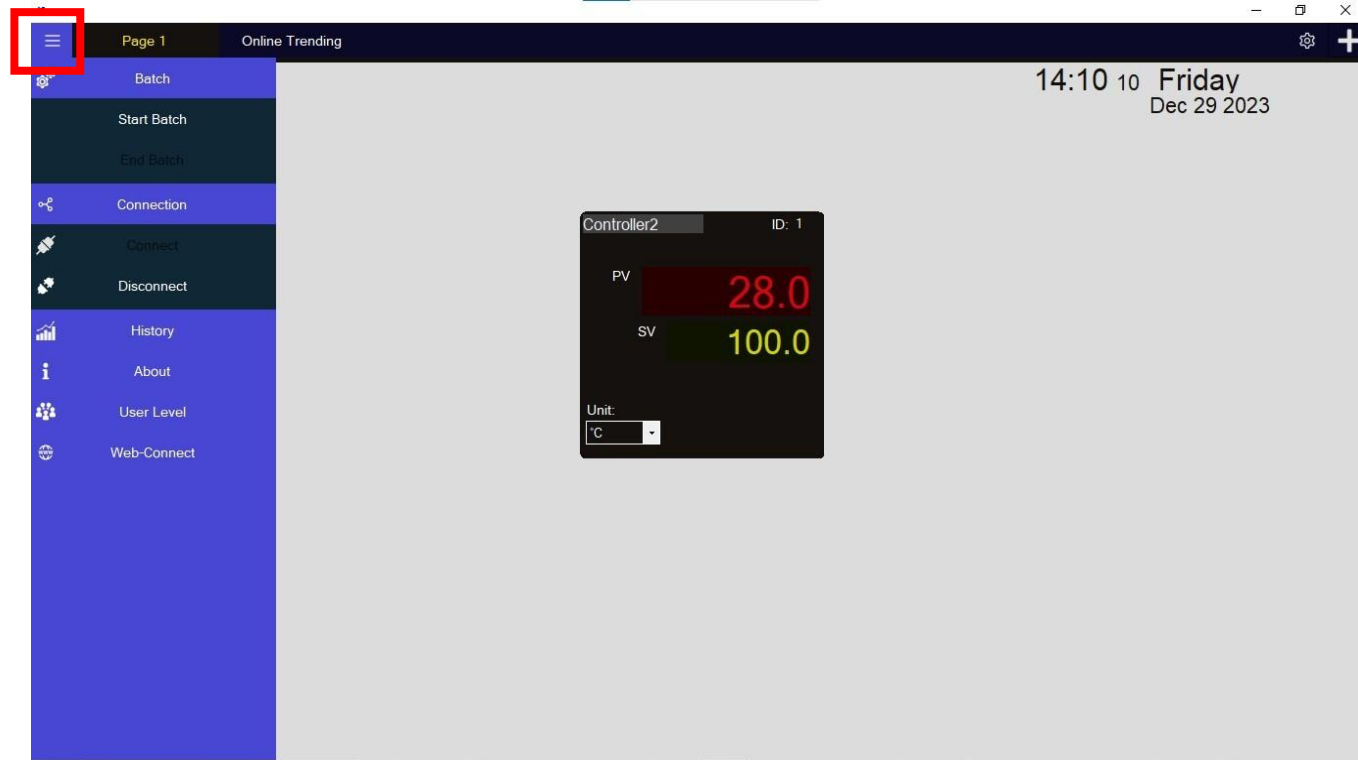 Page 1
Online Trending
Batch
14:10 10 Friday
Dec 29 2023
Start Batch
End Batch
Connection
Connect
Disconnect
History
About
User Level
Web-Connect
Controller2 ID: 1
PV 28.0
SV 100.0
Unit:
°C